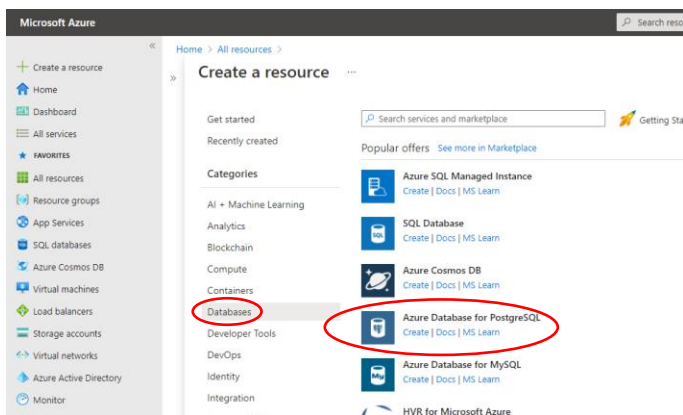 Microsoft Azure
Search reso
«
Home > All resources >
Create a resource
Home
Dashboard
All services
FAVORITES
All resources
Resource groups
App Services
SQL databases
Azure Cosmos DB
Virtual machines
Load balancers
Storage accounts
Virtual networks
Azure Active Directory
Monitor
»
Create a resource ...
Get started
Recently created
Categories
AI + Machine Learning
Analytics
Blockchain
Compute
Containers
Databases
Developer Tools
DevOps
Identity
Integration
Search services and marketplace
Getting Sta
Popular offers See more in Marketplace
Azure SQL Managed Instance
Create | Docs | MS Learn
SQL
SQL Database
Create | Docs | MS Learn
Azure Cosmos DB
Create | Docs | MS Learn
Azure Database for PostgreSQL
Create | Docs | MS Learn
My
Azure Database for MySQL
Create | Docs | MS Learn
HVR for Microsoft Azure